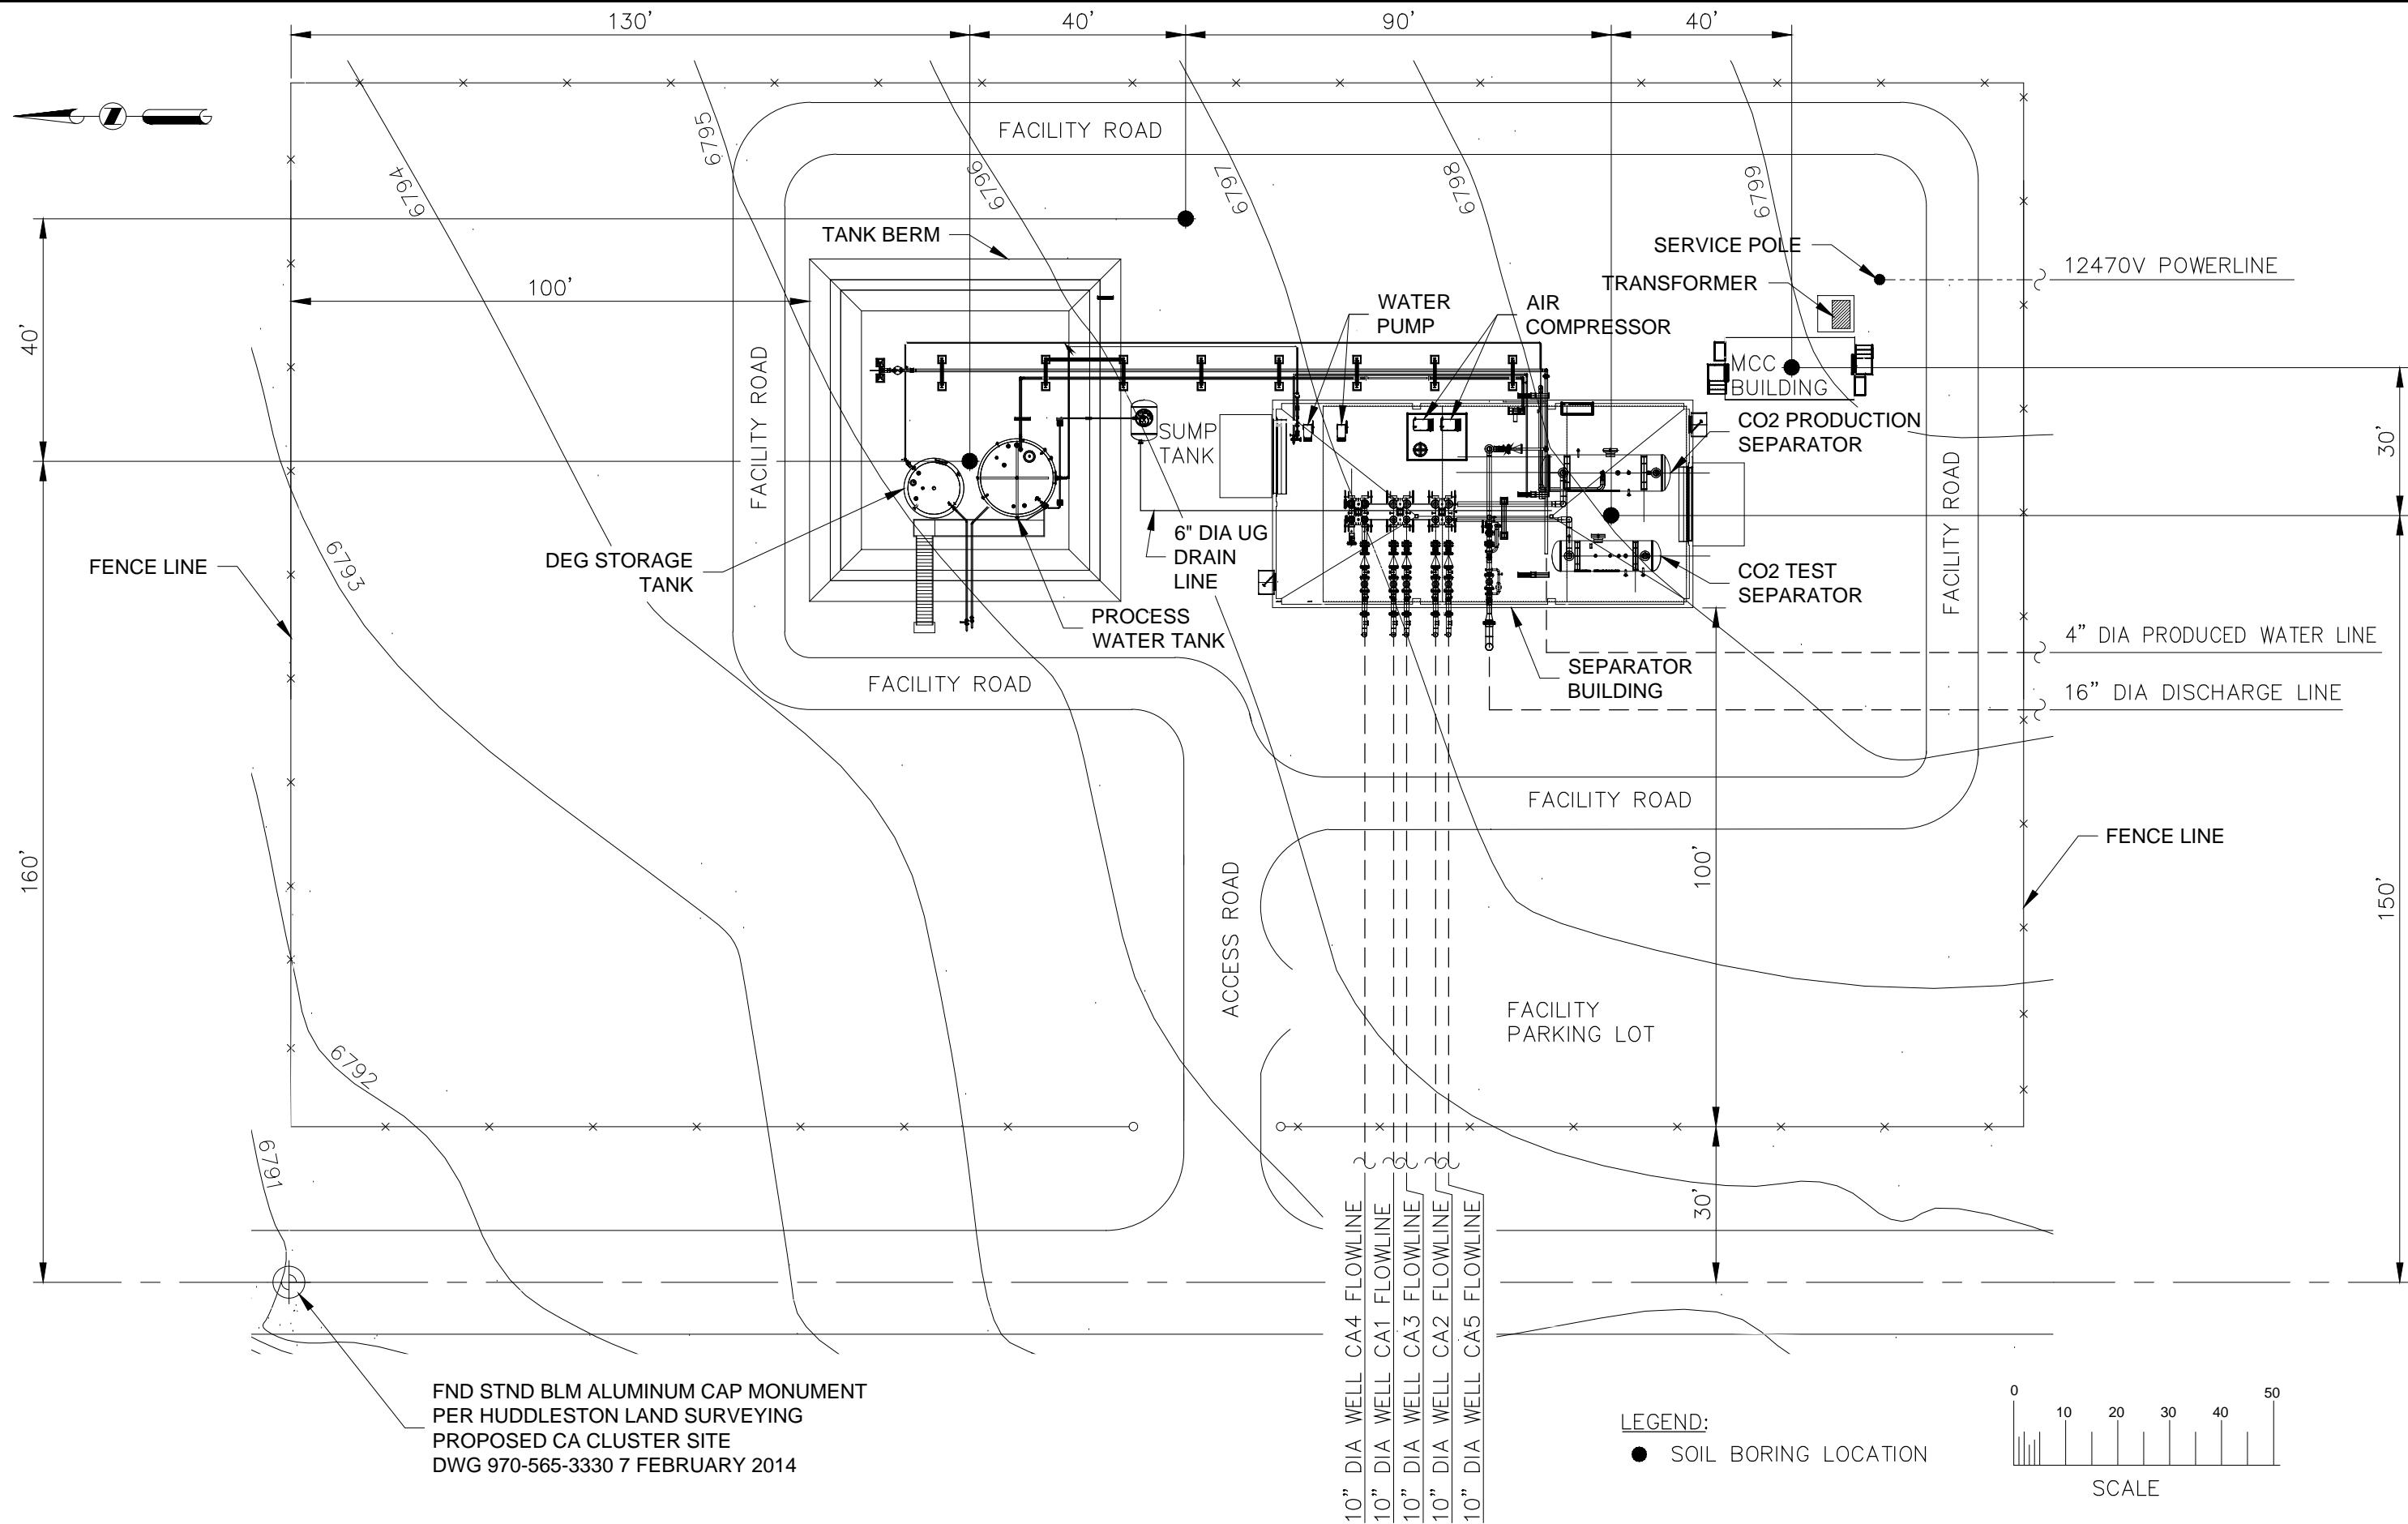 130'
40'
90'
40'
FACILITY ROAD
6795
6794
6796
6797
6798
6799
TANK BERM
SERVICE POLE
12470V POWERLINE
100'
TRANSFORMER
WATER
PUMP
AIR
COMPRESSOR
40'
FACILITY ROAD
MCC
BUILDING
SUMP
TANK
CO2 PRODUCTION
SEPARATOR
30'
FACILITY ROAD
6793
FENCE LINE
DEG STORAGE
TANK
6" DIA UG
DRAIN
LINE
CO2 TEST
SEPARATOR
PROCESS
WATER TANK
4” DIA PRODUCED WATER LINE
SEPARATOR
BUILDING
FACILITY ROAD
16” DIA DISCHARGE LINE
FACILITY ROAD
FENCE LINE
160'
100'
150'
ACCESS ROAD
FACILITY
PARKING LOT
6792
6791
30'
10” DIA WELL CA4 FLOWLINE
10” DIA WELL CA1 FLOWLINE
10” DIA WELL CA3 FLOWLINE
10” DIA WELL CA2 FLOWLINE
10” DIA WELL CA5 FLOWLINE
FND STND BLM ALUMINUM CAP MONUMENT
PER HUDDLESTON LAND SURVEYING
PROPOSED CA CLUSTER SITE
DWG 970-565-3330 7 FEBRUARY 2014
LEGEND:
SOIL BORING LOCATION
0 10 20 30 40 50
SCALE
Z